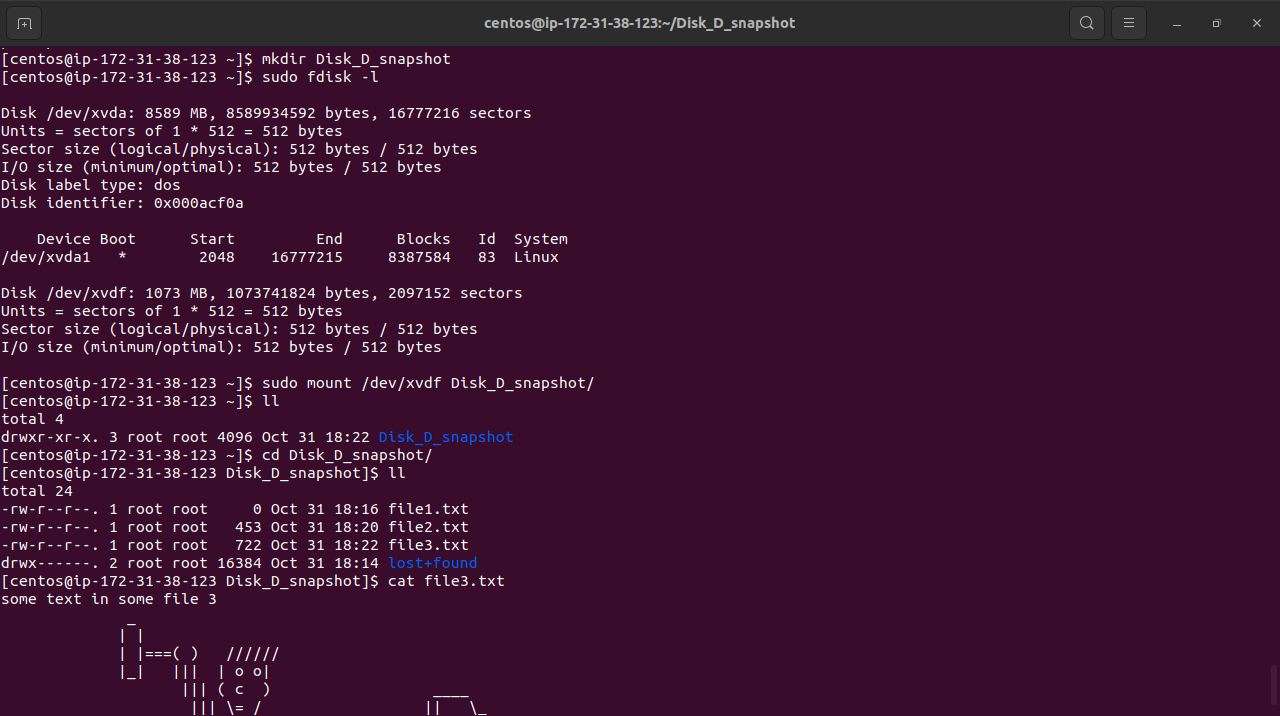 centos@ip-172-31-38-123:~/Disk_D_snapshot
[centos@ip-172-31-38-123 ~]$ mkdir Disk_D_snapshot
[centos@ip-172-31-38-123 ~]$ sudo fdisk -l

Disk /dev/xvda: 8589 MB, 8589934592 bytes, 16777216 sectors
Units = sectors of 1 * 512 = 512 bytes
Sector size (logical/physical): 512 bytes / 512 bytes
I/O size (minimum/optimal): 512 bytes / 512 bytes
Disk label type: dos
Disk identifier: 0x000acf0a

    Device Boot      Start         End      Blocks   Id  System
/dev/xvda1   *        2048    16777215     8387584   83  Linux

Disk /dev/xvdf: 1073 MB, 1073741824 bytes, 2097152 sectors
Units = sectors of 1 * 512 = 512 bytes
Sector size (logical/physical): 512 bytes / 512 bytes
I/O size (minimum/optimal): 512 bytes / 512 bytes

[centos@ip-172-31-38-123 ~]$ sudo mount /dev/xvdf Disk_D_snapshot/
[centos@ip-172-31-38-123 ~]$ ll
total 4
drwxr-xr-x. 3 root root 4096 Oct 31 18:22 Disk_D_snapshot
[centos@ip-172-31-38-123 ~]$ cd Disk_D_snapshot/
[centos@ip-172-31-38-123 Disk_D_snapshot]$ ll
total 24
-rw-r--r--. 1 root root     0 Oct 31 18:16 file1.txt
-rw-r--r--. 1 root root   453 Oct 31 18:20 file2.txt
-rw-r--r--. 1 root root   722 Oct 31 18:22 file3.txt
drwx------. 2 root root 16384 Oct 31 18:14 lost+found
[centos@ip-172-31-38-123 Disk_D_snapshot]$ cat file3.txt
some text in some file 3
              _
             | |
             | |===( )   //////
             |_|   |||  | o o|
                    ||| ( c  )                  ____
                     ||| \= /                  ||   \_